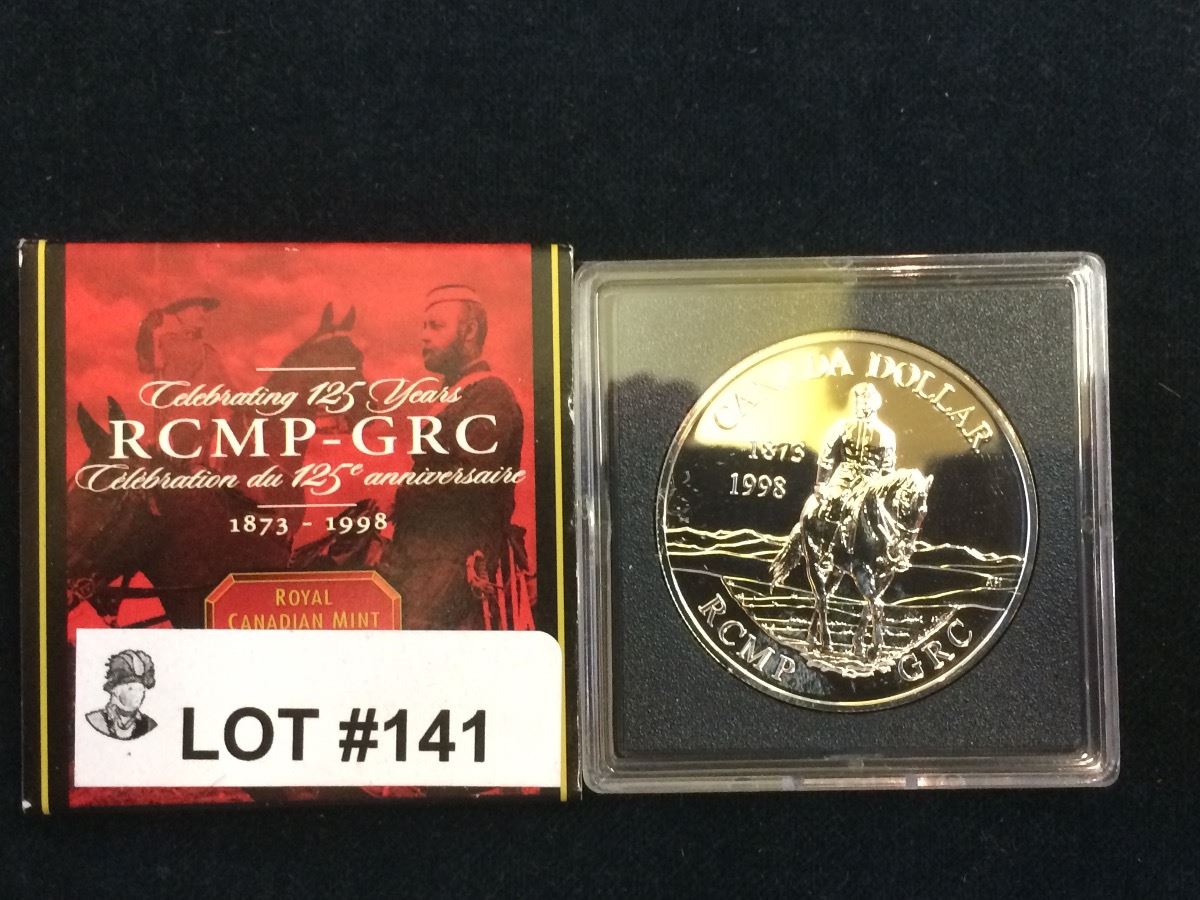 Celebrating 125 Years
RCMP-GRC
Célébration du 125e anniversaire
1873 - 1998
ROYAL
CANADIAN MINT
LOT #141
CANADA DOLLAR
1873
1998
RCMP GRC